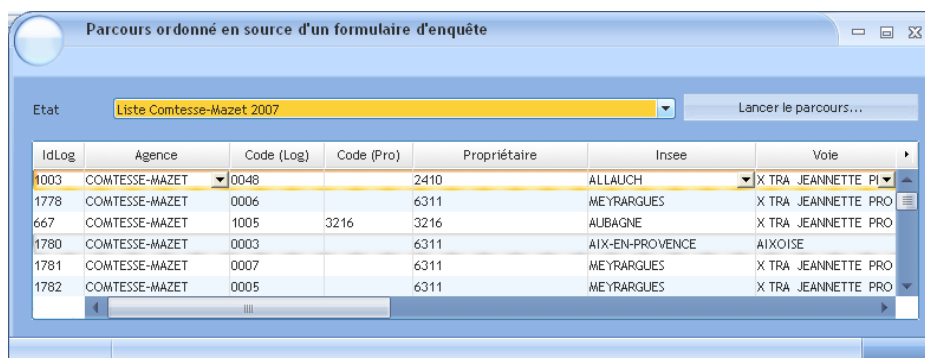 Parcours ordonné en source d'un formulaire d'enquête
Etat Liste Comtesse-Mazet 2007 Lancer le parcours...
IdLog Agence Code (Log) Code (Pro) Propriétaire Insee Voie
1003 COMTESSE-MAZET 0048 2410 ALLAUCH X TRA JEANNETTE
1778 COMTESSE-MAZET 0006 6311 MEYRARGUES X TRA JEANNETTE PRO
667 COMTESSE-MAZET 1005 3216 3216 AUBAGNE X TRA JEANNETTE PRO
1780 COMTESSE-MAZET 0003 6311 AIX-EN-PROVENCE AIXOISE
1781 COMTESSE-MAZET 0007 6311 MEYRARGUES X TRA JEANNETTE PRO
1782 COMTESSE-MAZET 0005 6311 MEYRARGUES X TRA JEANNETTE PRO